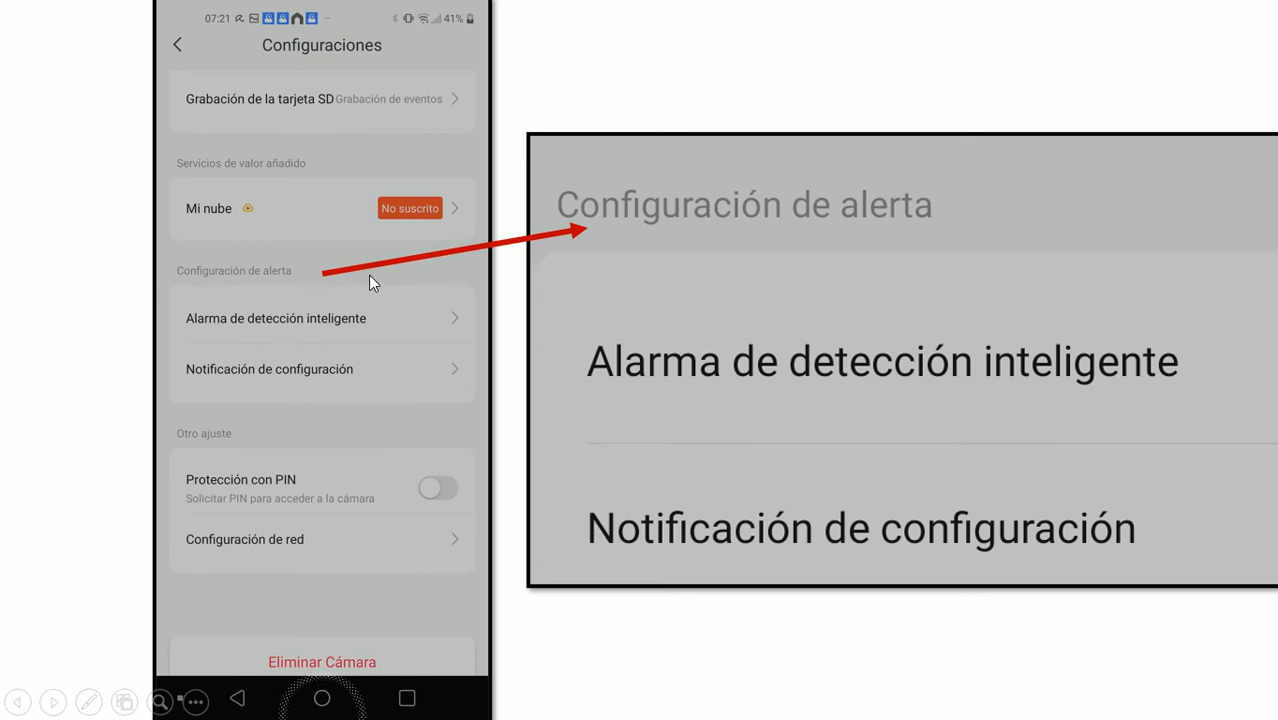 07:21
41%
Configuraciones
Grabación de la tarjeta SD Grabación de eventos
Servicios de valor añadido
Mi nube No suscrito
Configuración de alerta
Alarma de detección inteligente
Notificación de configuración
Otro ajuste
Protección con PIN
Solicitar PIN para acceder a la cámara
Configuración de red
Eliminar Cámara
Configuración de alerta
Alarma de detección inteligente
Notificación de configuración